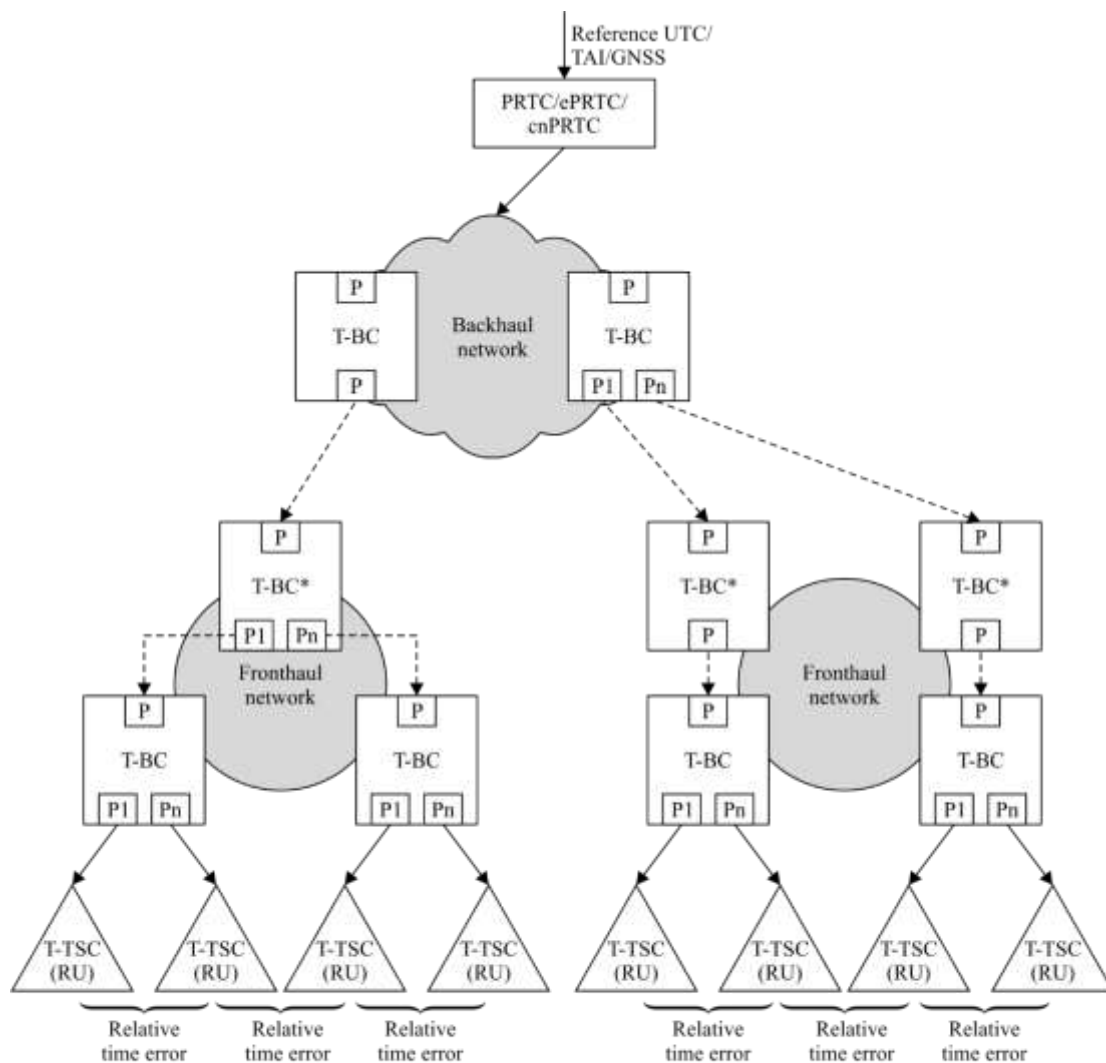 Reference UTC/
TAI/GNSS
PRTC/ePRTC/
cnPRTC
P
P
T-BC
Backhaul
network
T-BC
P
P1
Pn
P
P
P
T-BC*
T-BC*
T-BC*
P1
Pn
P
P
Fronthaul
network
Fronthaul
network
P
P
P
P
T-BC
T-BC
T-BC
T-BC
P1
Pn
P1
Pn
P1
Pn
P1
Pn
T-TSC
(RU)
T-TSC
(RU)
T-TSC
(RU)
T-TSC
(RU)
T-TSC
(RU)
T-TSC
(RU)
T-TSC
(RU)
T-TSC
(RU)
Relative
time error
Relative
time error
Relative
time error
Relative
time error
Relative
time error
Relative
time error